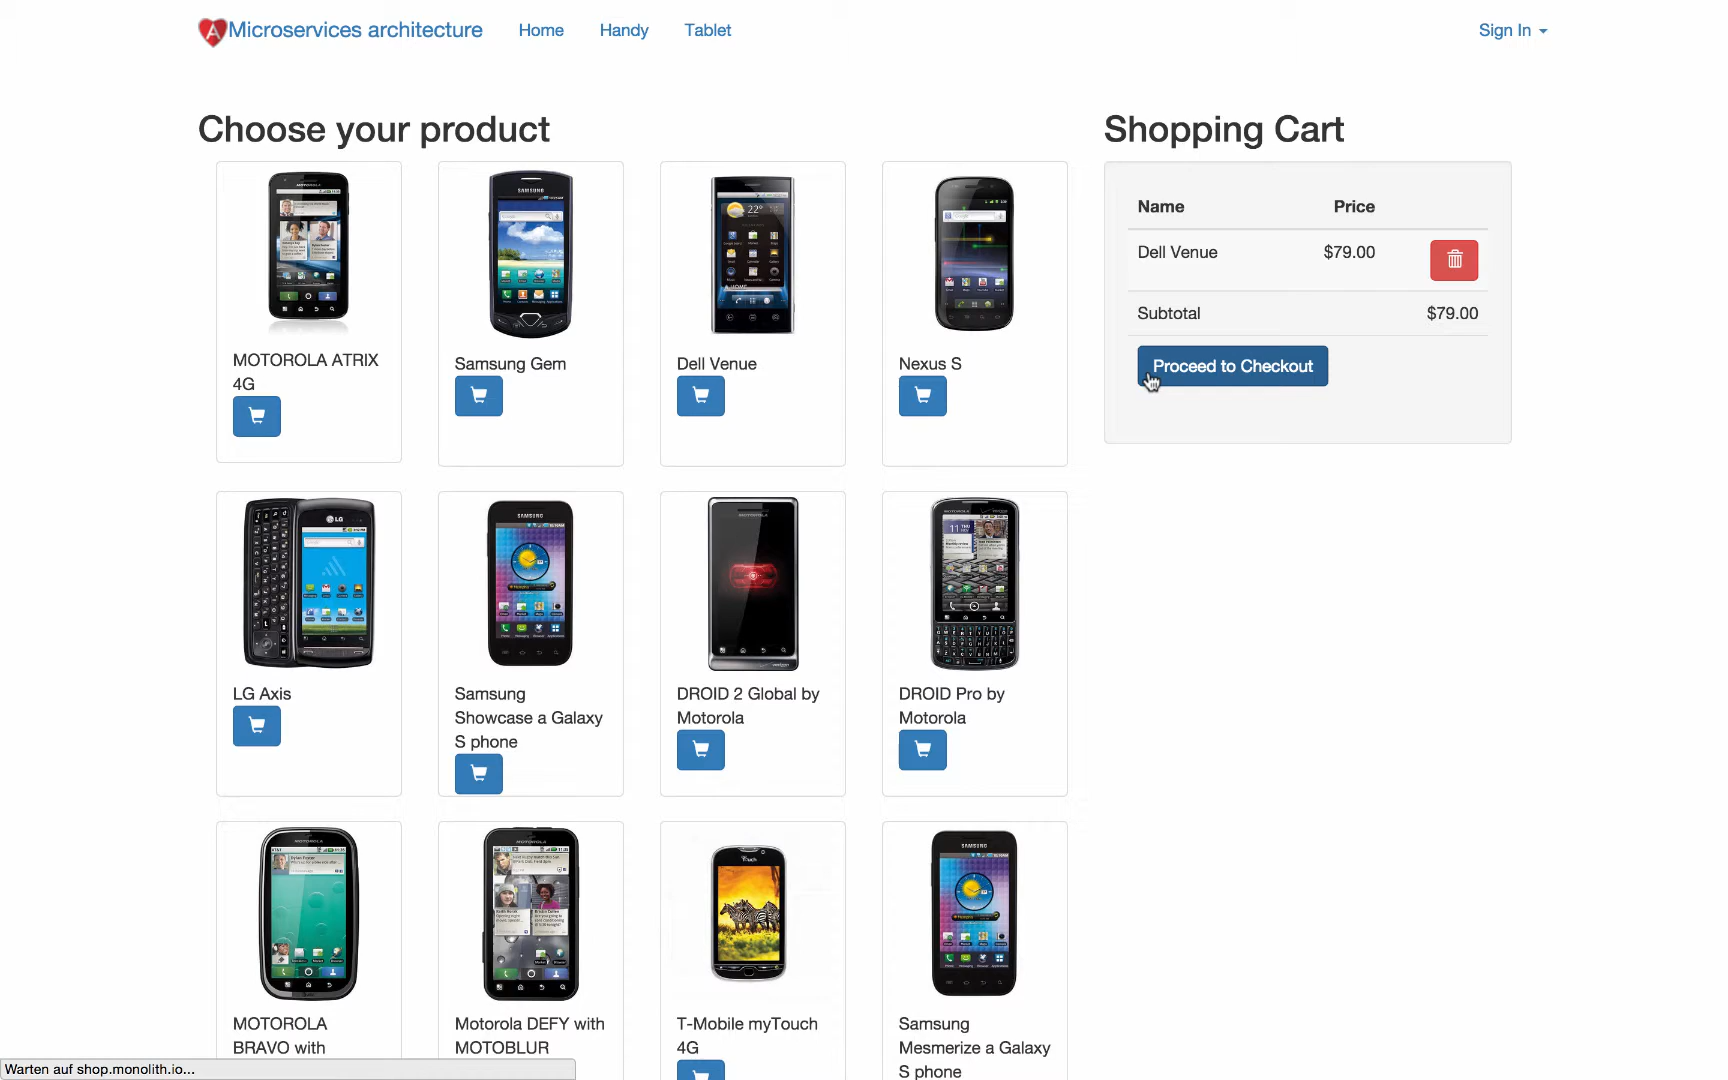 Microservices architecture
Home
Handy
Tablet
Sign In
Choose your product
Shopping Cart
MOTOROLA ATRIX
4G
Samsung Gem
Dell Venue
Nexus S
Name Price
Dell Venue $79.00
Subtotal $79.00
Proceed to Checkout
LG Axis
Samsung
Showcase a Galaxy
S phone
DROID 2 Global by
Motorola
DROID Pro by
Motorola
MOTOROLA
BRAVO with
Motorola DEFY with
MOTOBLUR
T-Mobile myTouch
4G
Samsung
Mesmerize a Galaxy
S phone
Warten auf shop.monolith.io...